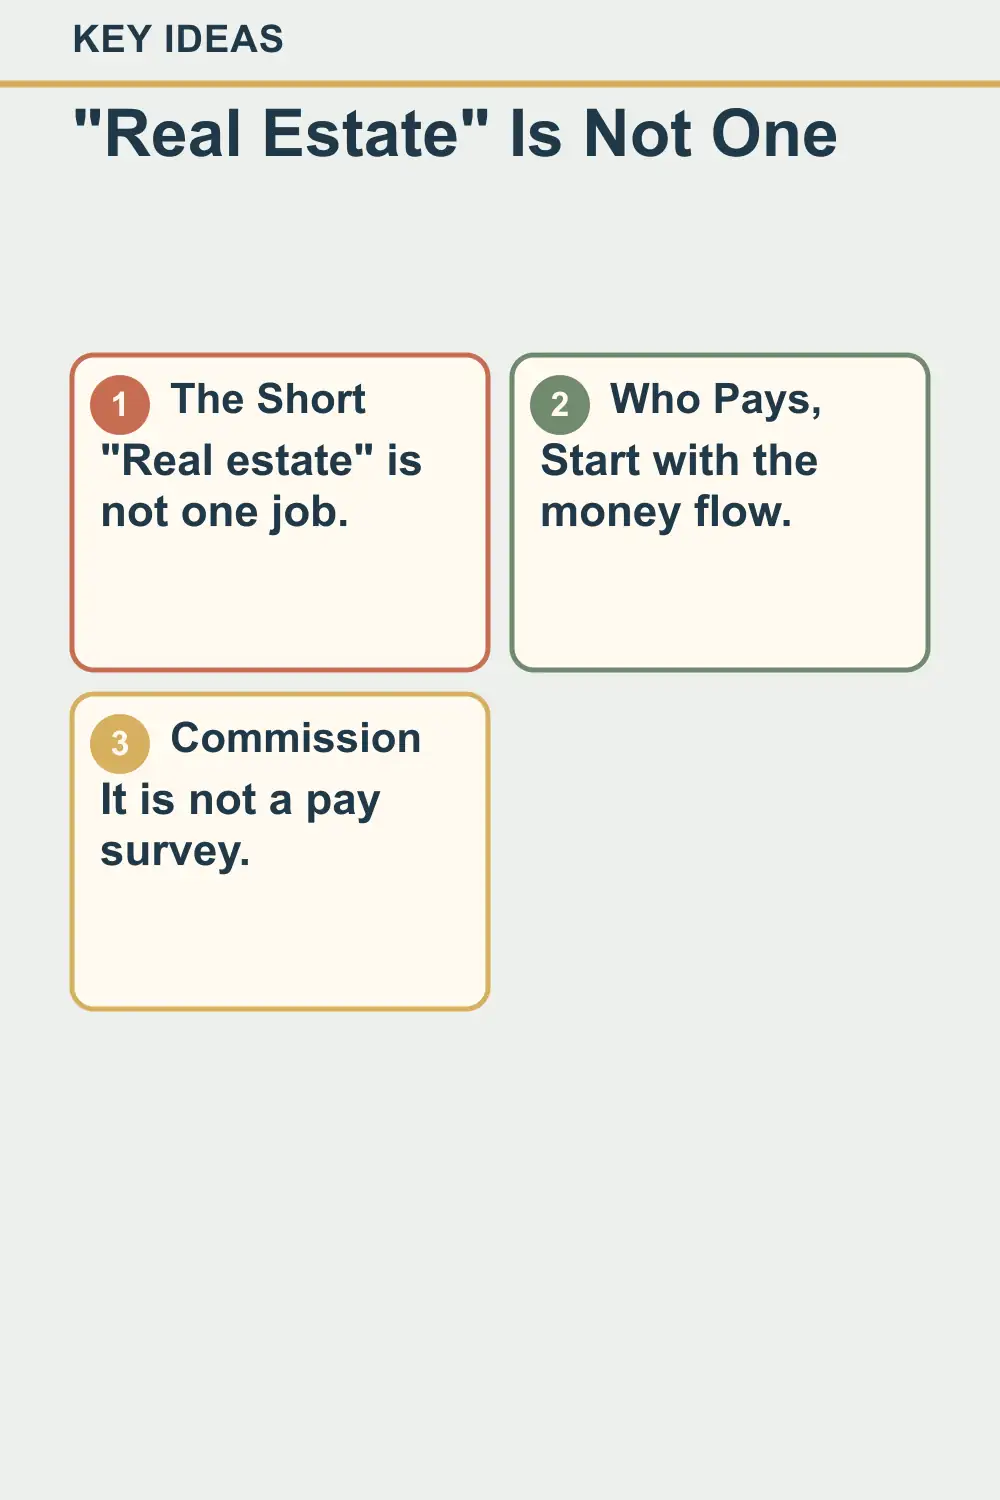 KEY IDEAS
"Real Estate" Is Not One
1 The Short
"Real estate" is
not one job.
2 Who Pays,
Start with the
money flow.
3 Commission
It is not a pay
survey.